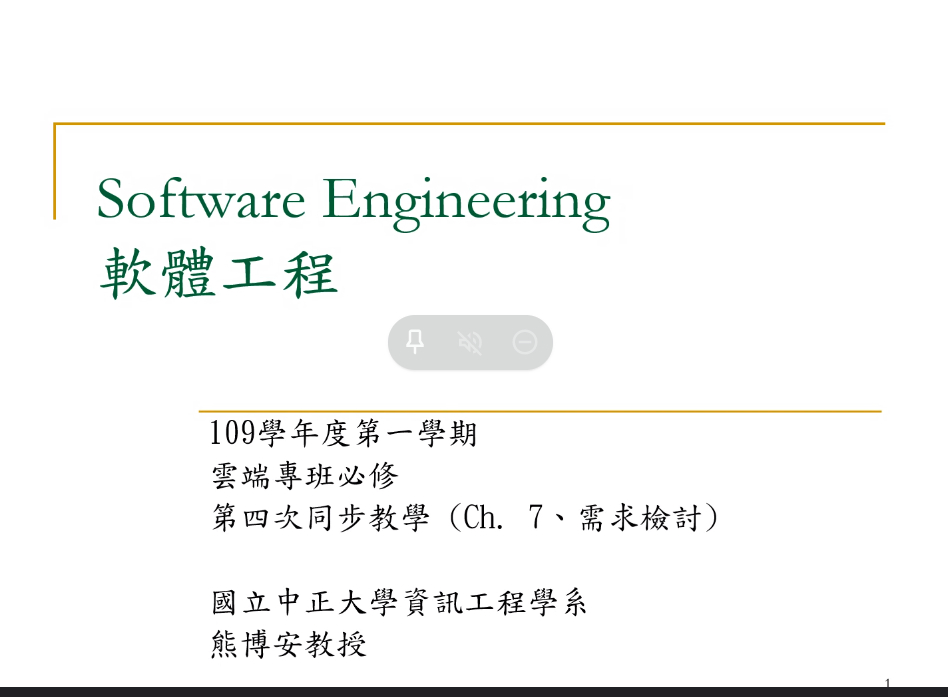 Software Engineering
軟體工程
109學年度第一學期
雲端專班必修
第四次同步教學 (Ch. 7、需求檢討)
國立中正大學資訊工程學系
熊博安教授
1